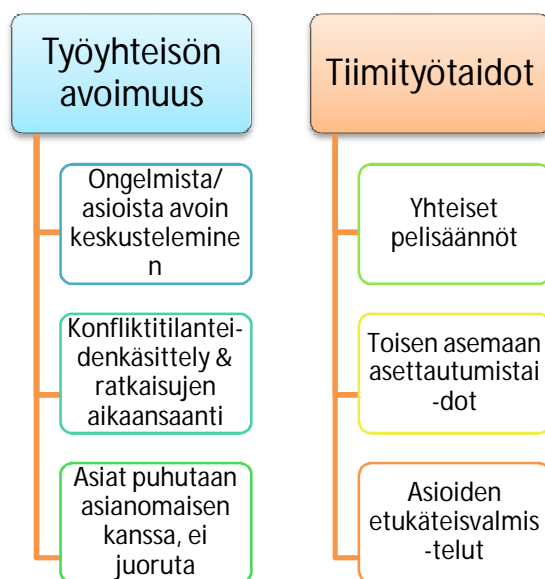 Työyhteisön
avoimuus
Ongelmista/
asioista avoin
keskustelemine
n
Konfliktitilantei-
denkäsittely &
ratkaisujen
aikaansaanti
Asiat puhutaan
asianomaisen
kanssa, ei
juoruta
Tiimityötaidot
Yhteiset
pelisäännöt
Toisen asemaan
asettautumistai
-dot
Asioiden
etukäteisvalmis
-telut